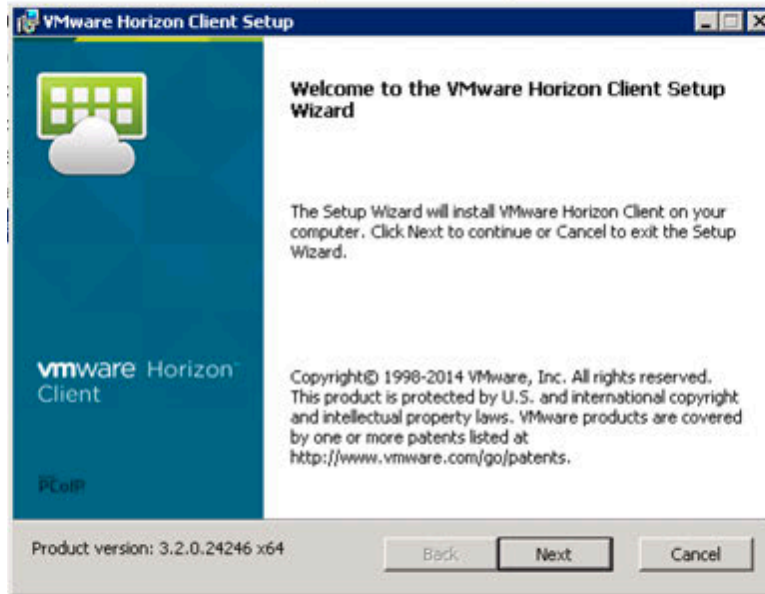 VMware Horizon Client Setup
Welcome to the VMware Horizon Client Setup
Wizard
The Setup Wizard will install VMware Horizon Client on your
computer. Click Next to continue or Cancel to exit the Setup
Wizard.
vmware Horizon™
Client
Copyright© 1998-2014 VMware, Inc. All rights reserved.
This product is protected by U.S. and international copyright
and intellectual property laws. VMware products are covered
by one or more patents listed at
http://www.vmware.com/go/patents.
PCoIP
Product version: 3.2.0.24246 x64
Back
Next
Cancel